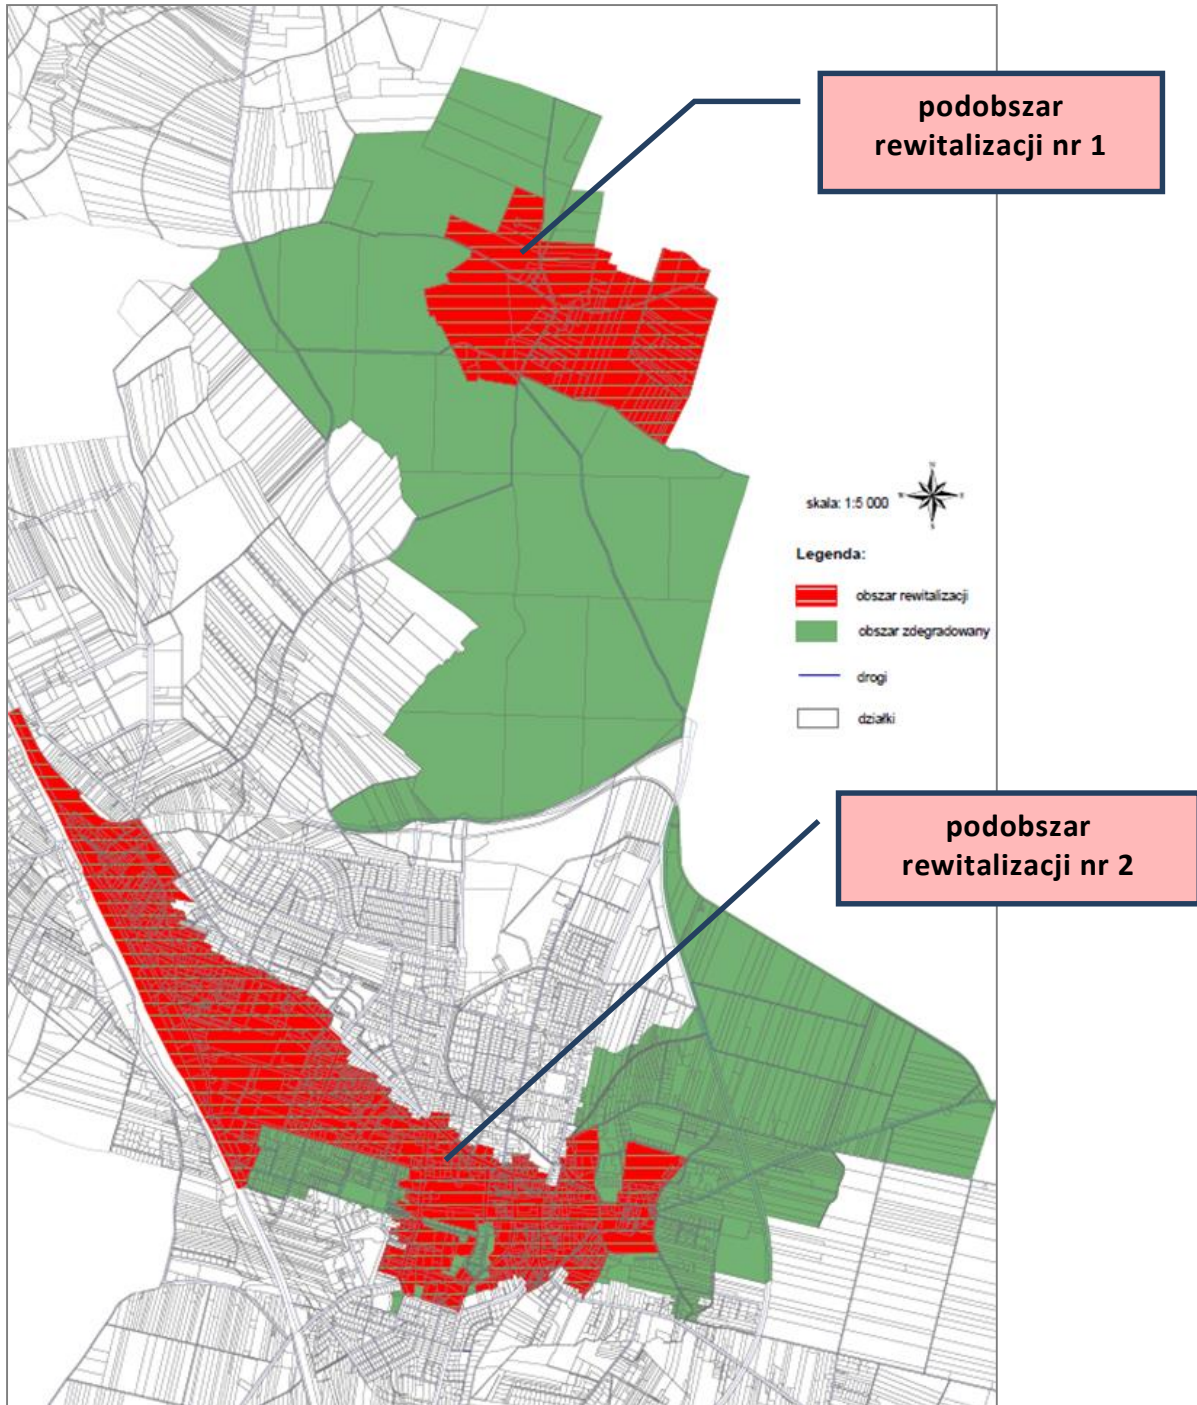 podobszar
rewitalizacji nr 1
N
skala: 1:5 000
S
Legenda:
obszar rewitalizacji
obszar zdegradowany
drogi
działki
podobszar
rewitalizacji nr 2